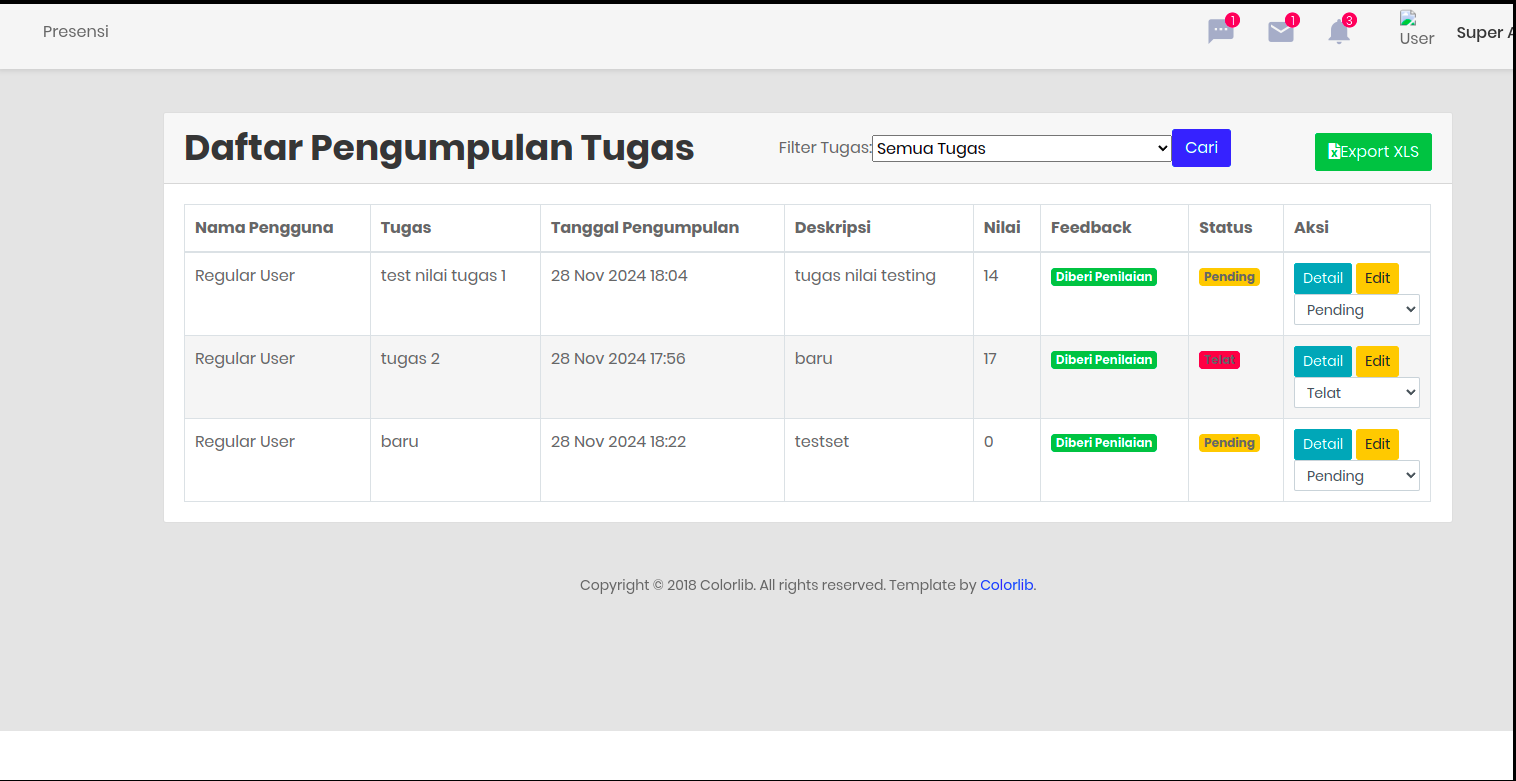 Presensi
1
1
3
User
Super A
Daftar Pengumpulan Tugas
Filter Tugas: Semua Tugas
Cari
Export XLS
Nama Pengguna Tugas Tanggal Pengumpulan Deskripsi Nilai Feedback Status Aksi
Regular User test nilai tugas 1 28 Nov 2024 18:04 tugas nilai testing 14 Diberi Penilaian Pending Detail Edit
Pending
Regular User tugas 2 28 Nov 2024 17:56 baru 17 Diberi Penilaian Telat Detail Edit
Telat
Regular User baru 28 Nov 2024 18:22 testset 0 Diberi Penilaian Pending Detail Edit
Pending
Copyright © 2018 Colorlib. All rights reserved. Template by Colorlib.